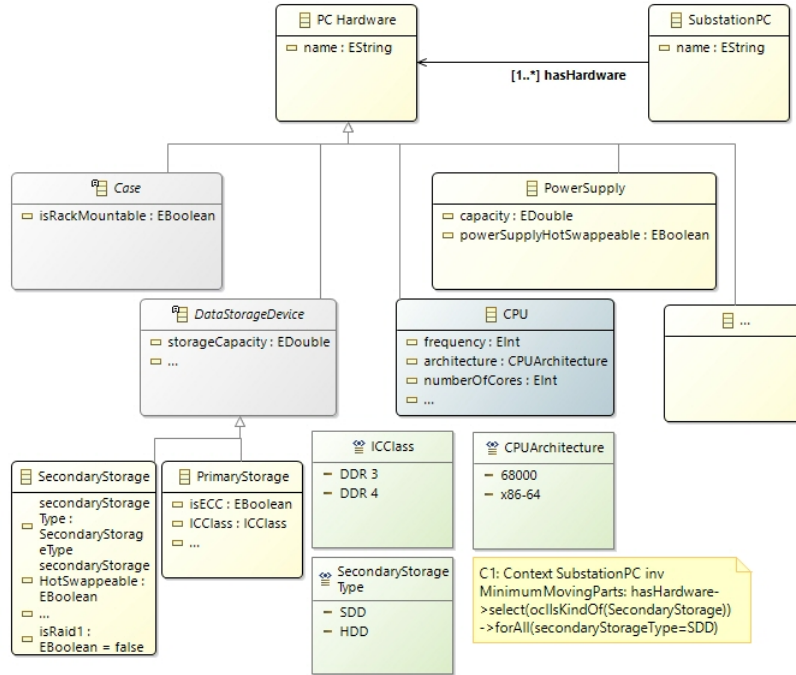 PC Hardware
name : EString
SubstationPC
name : EString
[1..*] hasHardware
Case
isRackMountable : EBoolean
PowerSupply
capacity : EDouble
powerSupplyHotSwappeable : EBoolean
DataStorageDevice
storageCapacity : EDouble
...
CPU
frequency : EInt
architecture : CPUArchitecture
numberOfCores : EInt
...
...
SecondaryStorage
secondaryStorage
Type :
SecondaryStorag
eType
secondaryStorage
HotSwappeable :
EBoolean
...
isRaid1 :
EBoolean = false
PrimaryStorage
isECC : EBoolean
ICClass : ICClass
...
ICClass
DDR 3
DDR 4
CPUArchitecture
68000
x86-64
SecondaryStorage
Type
SDD
HDD
C1: Context SubstationPC inv
MinimumMovingParts: hasHardware-
>select(oclIsKindOf(SecondaryStorage))
->forAll(secondaryStorageType=SDD)